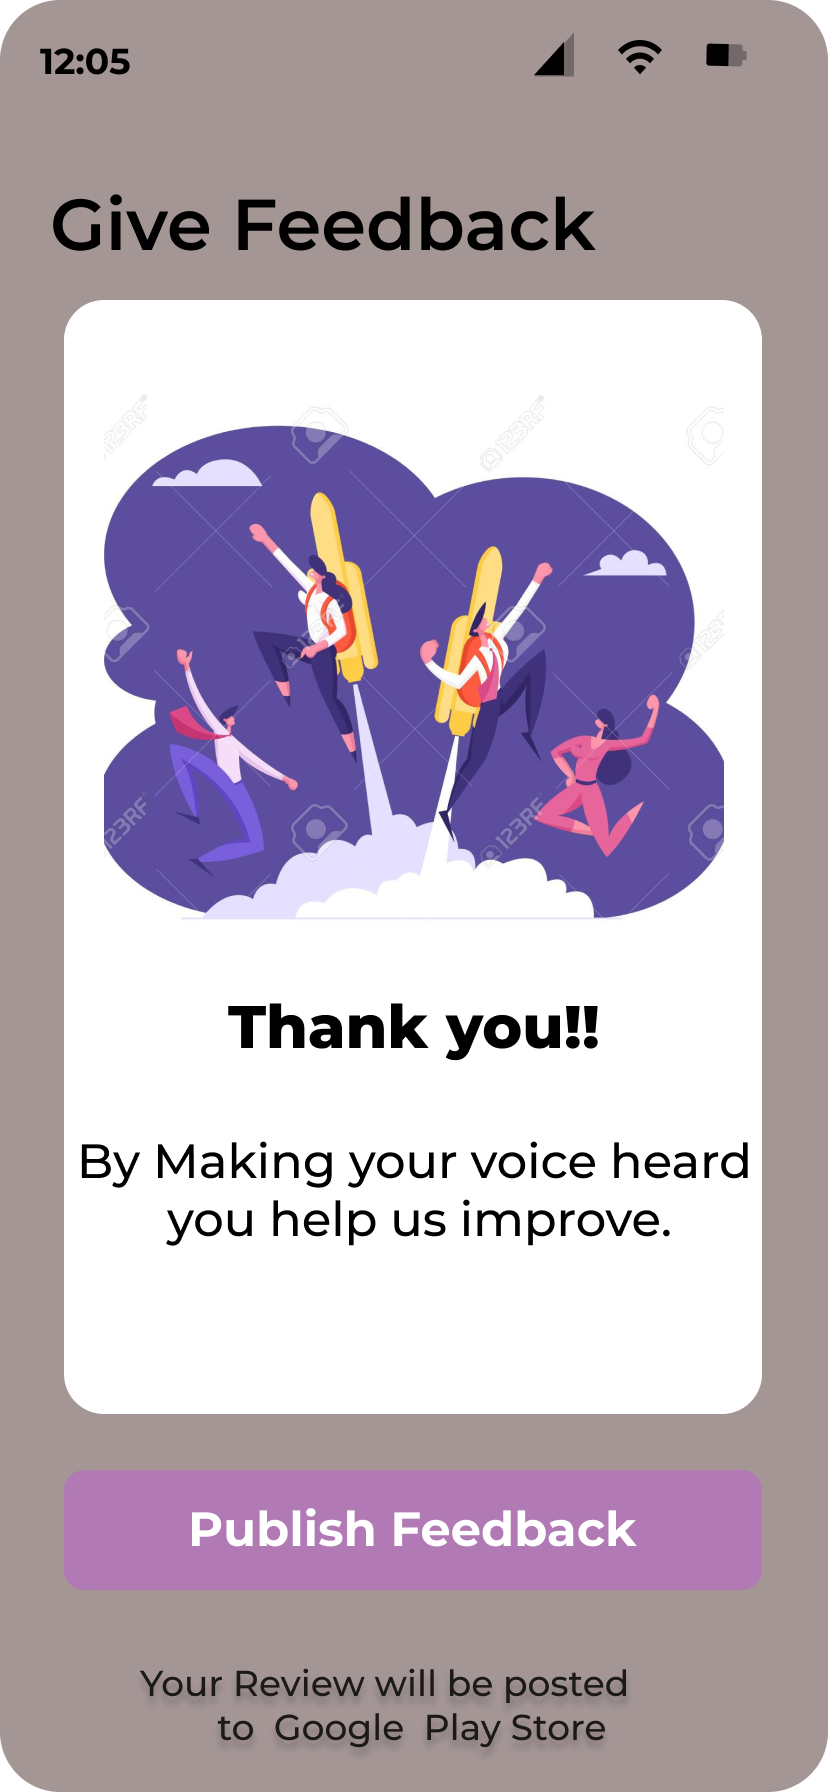 12:05
Give Feedback
123RF
123RF
123RF
123RF
Thank you!!
By Making your voice heard
you help us improve.
Publish Feedback
Your Review will be posted
to Google Play Store